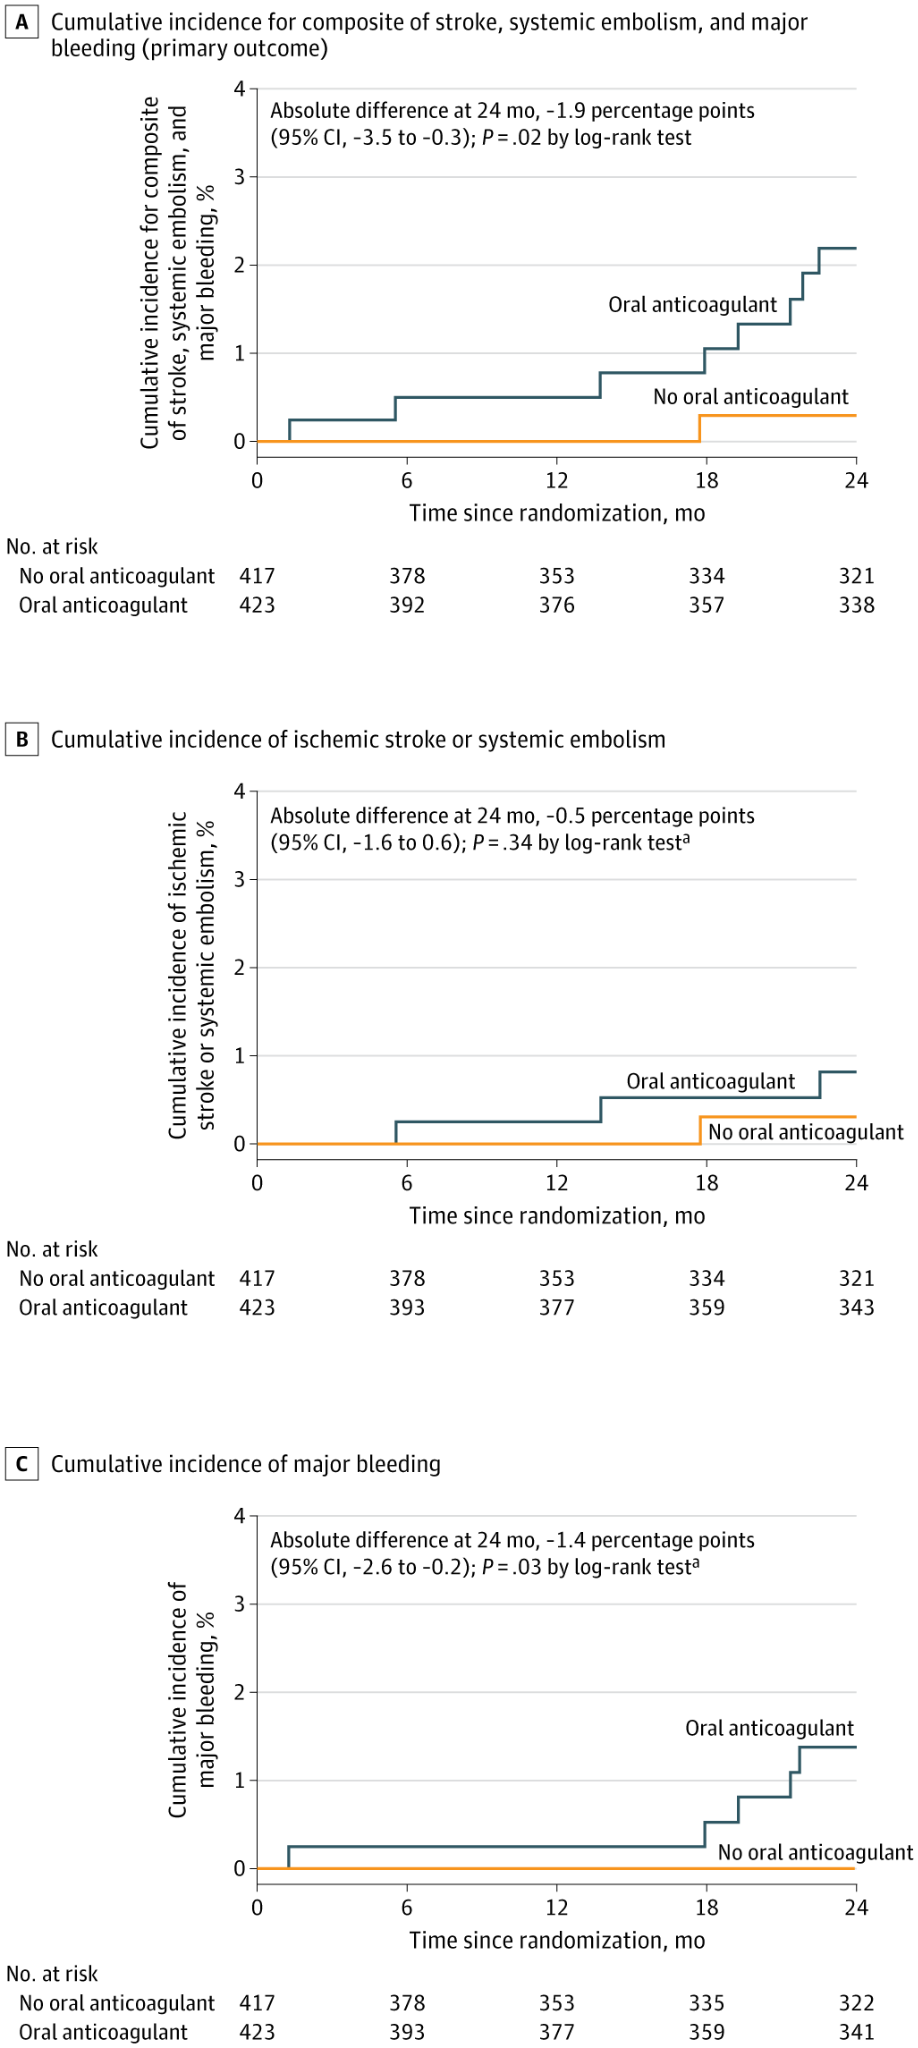 A Cumulative incidence for composite of stroke, systemic embolism, and major
bleeding (primary outcome)
Cumulative incidence for composite
of stroke, systemic embolism, and
major bleeding, %
4
3
2
1
0
Absolute difference at 24 mo, -1.9 percentage points
(95% CI, -3.5 to -0.3); P = .02 by log-rank test
Oral anticoagulant
No oral anticoagulant
0 6 12 18 24
Time since randomization, mo
No. at risk
No oral anticoagulant 417 378 353 334 321
Oral anticoagulant 423 392 376 357 338
B Cumulative incidence of ischemic stroke or systemic embolism
Cumulative incidence of ischemic
stroke or systemic embolism, %
4
3
2
1
0
Absolute difference at 24 mo, -0.5 percentage points
(95% CI, -1.6 to 0.6); P = .34 by log-rank testᵃ
Oral anticoagulant
No oral anticoagulant
0 6 12 18 24
Time since randomization, mo
No. at risk
No oral anticoagulant 417 378 353 334 321
Oral anticoagulant 423 393 377 359 343
C Cumulative incidence of major bleeding
Cumulative incidence of
major bleeding, %
4
3
2
1
0
Absolute difference at 24 mo, -1.4 percentage points
(95% CI, -2.6 to -0.2); P = .03 by log-rank testᵃ
Oral anticoagulant
No oral anticoagulant
0 6 12 18 24
Time since randomization, mo
No. at risk
No oral anticoagulant 417 378 353 335 322
Oral anticoagulant 423 393 377 359 341